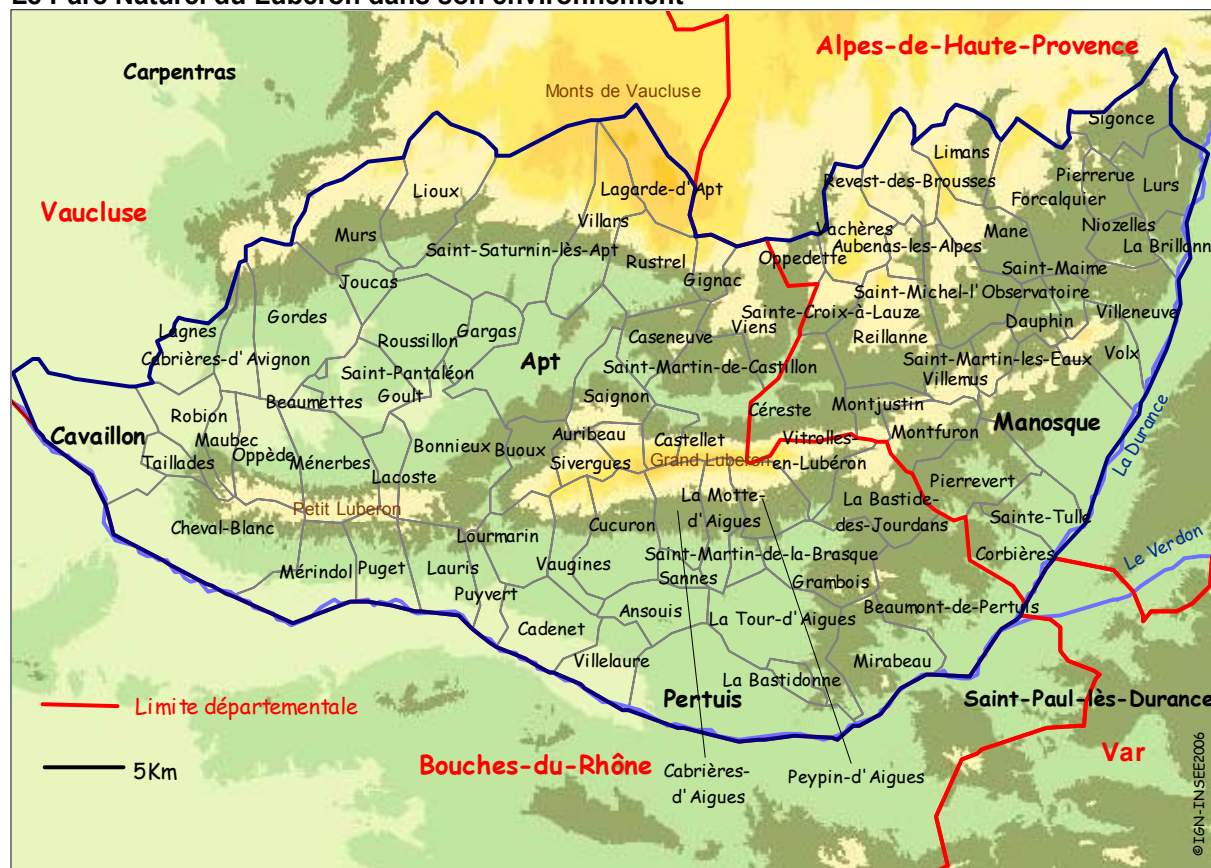 Le Parc Naturel du Luberon dans son environnement
Alpes-de-Haute-Provence
Carpentras
Monts de Vaucluse
Sigonce
Limans
Pierrerue
Lurs
Revest-des-Brousses
Forcalquier
Lioux
Lagarde-d'Apt
Vaucluse
Villars
Niozelles
Mane
Vachères
La Brillanne
Murs
Saint-Saturnin-lès-Apt
Aubenas-les-Alpes
Rustrel
Oppedette
Saint-Maime
Joucas
Gignac
Saint-Michel-l'Observatoire
Gordes
Sainte-Croix-à-Lauze
Villeneuve
Lagnes
Gargas
Viens
Dauphin
Roussillon
Caseneuve
Reillanne
Cabrières-d'Avignon
Apt
Saint-Martin-les-Eaux
Volx
Saint-Pantaléon
Saint-Martin-de-Castillon
Villemus
Goult
Saignon
Beaumettes
Céreste
Montjustin
Robion
Manosque
Cavaillon
Maubec
Bonnieux
Buoux
Auribeau
Castellet
Vitrolles-
en-Lubéron
Montfuron
La Durance
Taillades
Oppède
Ménerbes
Sivergues
Grand Luberon
Lacoste
Pierrevert
Petit Luberon
La Motte-
d'Aigues
La Bastide-
des-Jourdans
Sainte-Tulle
Cheval-Blanc
Cucuron
Lourmarin
Le Verdon
Saint-Martin-de-la-Brasque
Corbières
Mérindol
Puget
Lauris
Vaugines
Sannes
Grambois
Puyvert
Ansouis
La Tour-d'Aigues
Beaumont-de-Pertuis
Cadenet
Villelaure
Mirabeau
La Bastidonne
Pertuis
Saint-Paul-lès-Durance
Limite départementale
Var
5Km
Bouches-du-Rhône
Cabrières-
d'Aigues
Peypin-d'Aigues
©IGN-INSEE2006